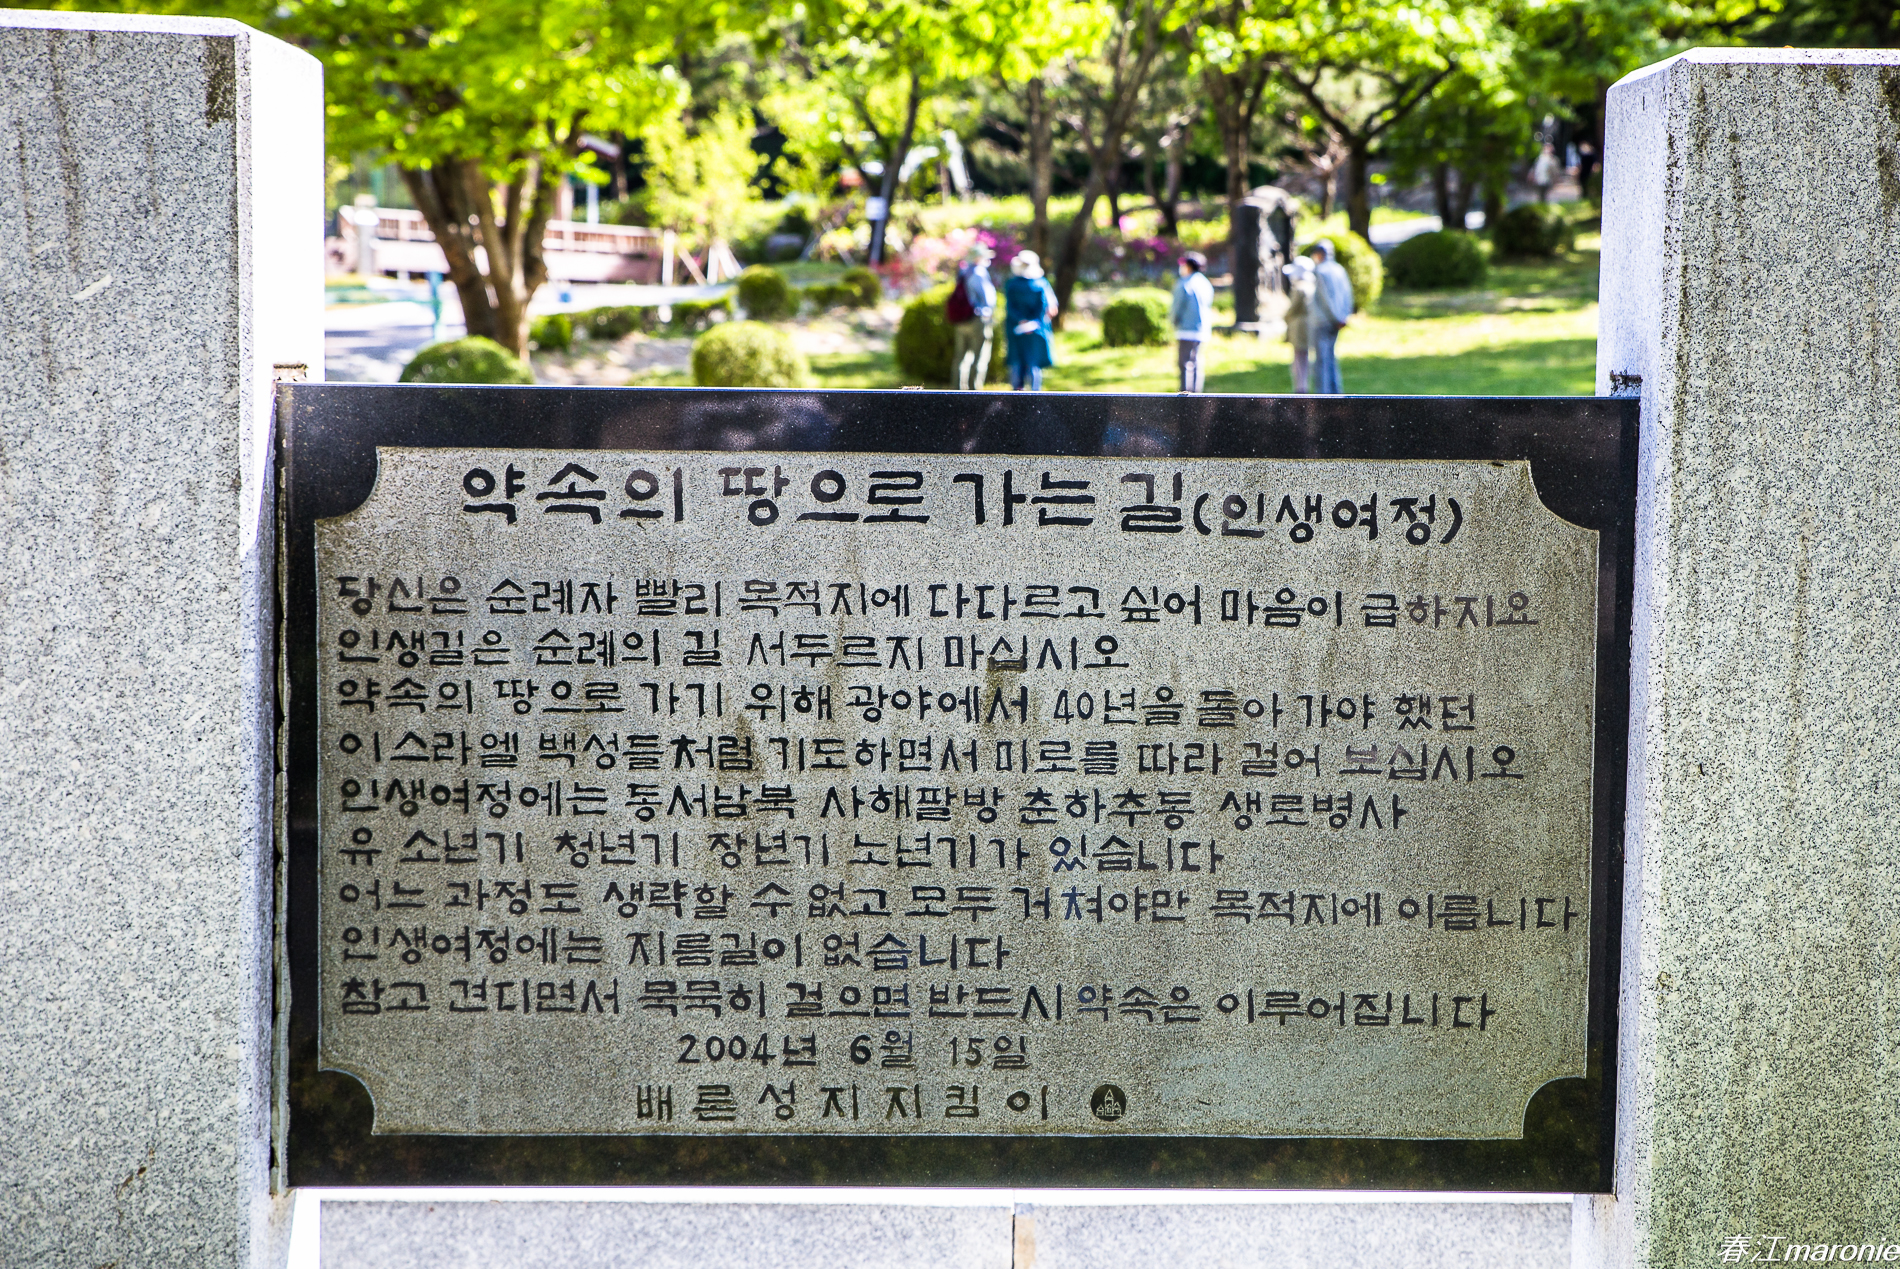 약속의 땅으로 가는 길(인생여정)
당신은 순례자 빨리 목적지에 다다르고 싶어 마음이 급하지요
인생길은 순례의 길 서두르지 마십시오
약속의 땅으로 가기 위해 광야에서 40년을 돌아 가야 했던
이스라엘 백성들처럼 기도하면서 미로를 따라 걸어 보십시오
인생여정에는 동서남북 사해팔방 춘하추동 생로병사
유 소년기 청년기 장년기 노년기가 있습니다
어느 과정도 생략할 수 없고 모두 거쳐야만 목적지에 이릅니다
인생여정에는 지름길이 없습니다
참고 견디면서 묵묵히 걸으면 반드시 약속은 이루어집니다
2004년 6월 15일
배론성지지킴이
春江maronie